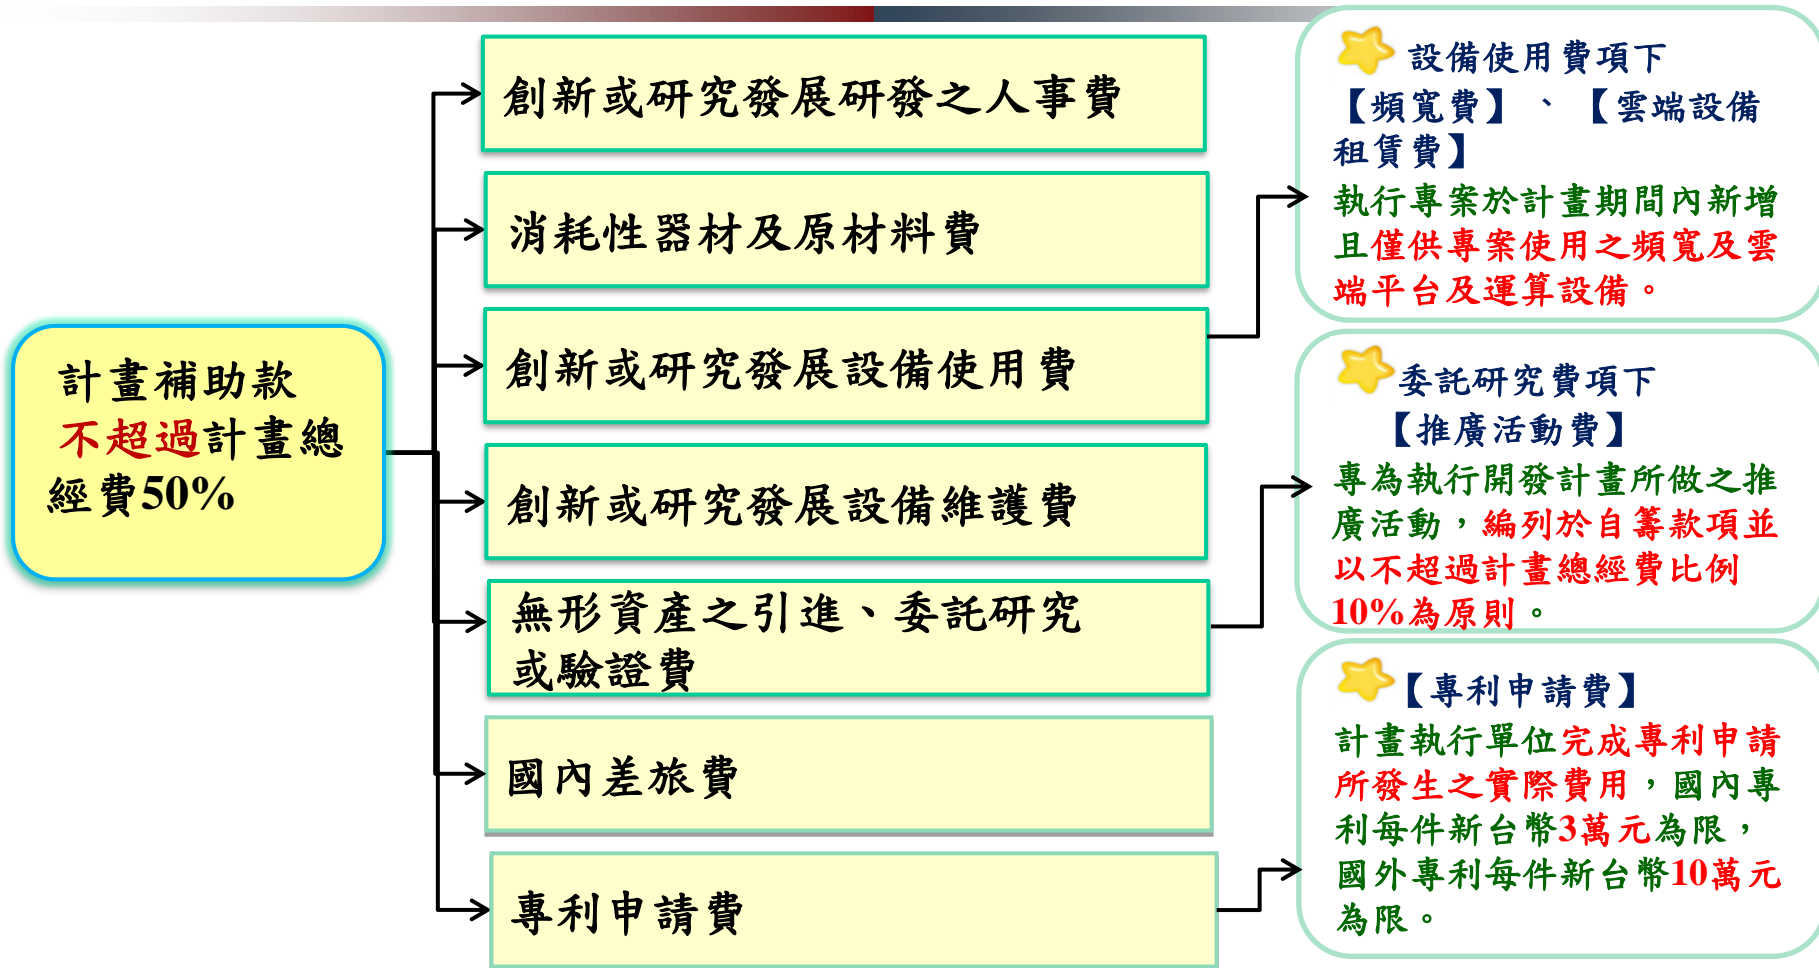 計畫補助款
不超過計畫總
經費50%
創新或研究發展研發之人事費
消耗性器材及原材料費
創新或研究發展設備使用費
創新或研究發展設備維護費
無形資產之引進、委託研究
或驗證費
國內差旅費
專利申請費
設備使用費項下
【頻寬費】、【雲端設備
租賃費】
執行專案於計畫期間內新增
且僅供專案使用之頻寬及雲
端平台及運算設備。
委託研究費項下
【推廣活動費】
專為執行開發計畫所做之推
廣活動，編列於自籌款項並
以不超過計畫總經費比例
10%為原則。
【專利申請費】
計畫執行單位完成專利申請
所發生之實際費用，國內專
利每件新台幣3萬元為限，
國外專利每件新台幣10萬元
為限。